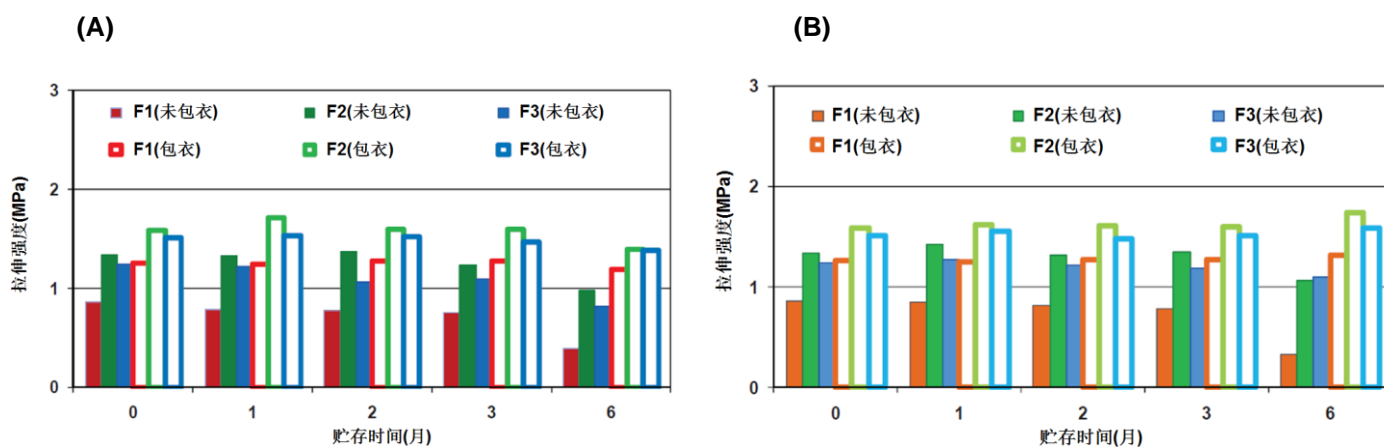 (A)
3
F1(未包衣) F2(未包衣) F3(未包衣)
F1(包衣) F2(包衣) F3(包衣)
2
1
0
拉伸强度(MPa)
0 1 2 3 6
贮存时间(月)
(B)
3
F1(未包衣) F2(未包衣) F3(未包衣)
F1(包衣) F2(包衣) F3(包衣)
2
1
0
拉伸强度(MPa)
0 1 2 3 6
贮存时间(月)